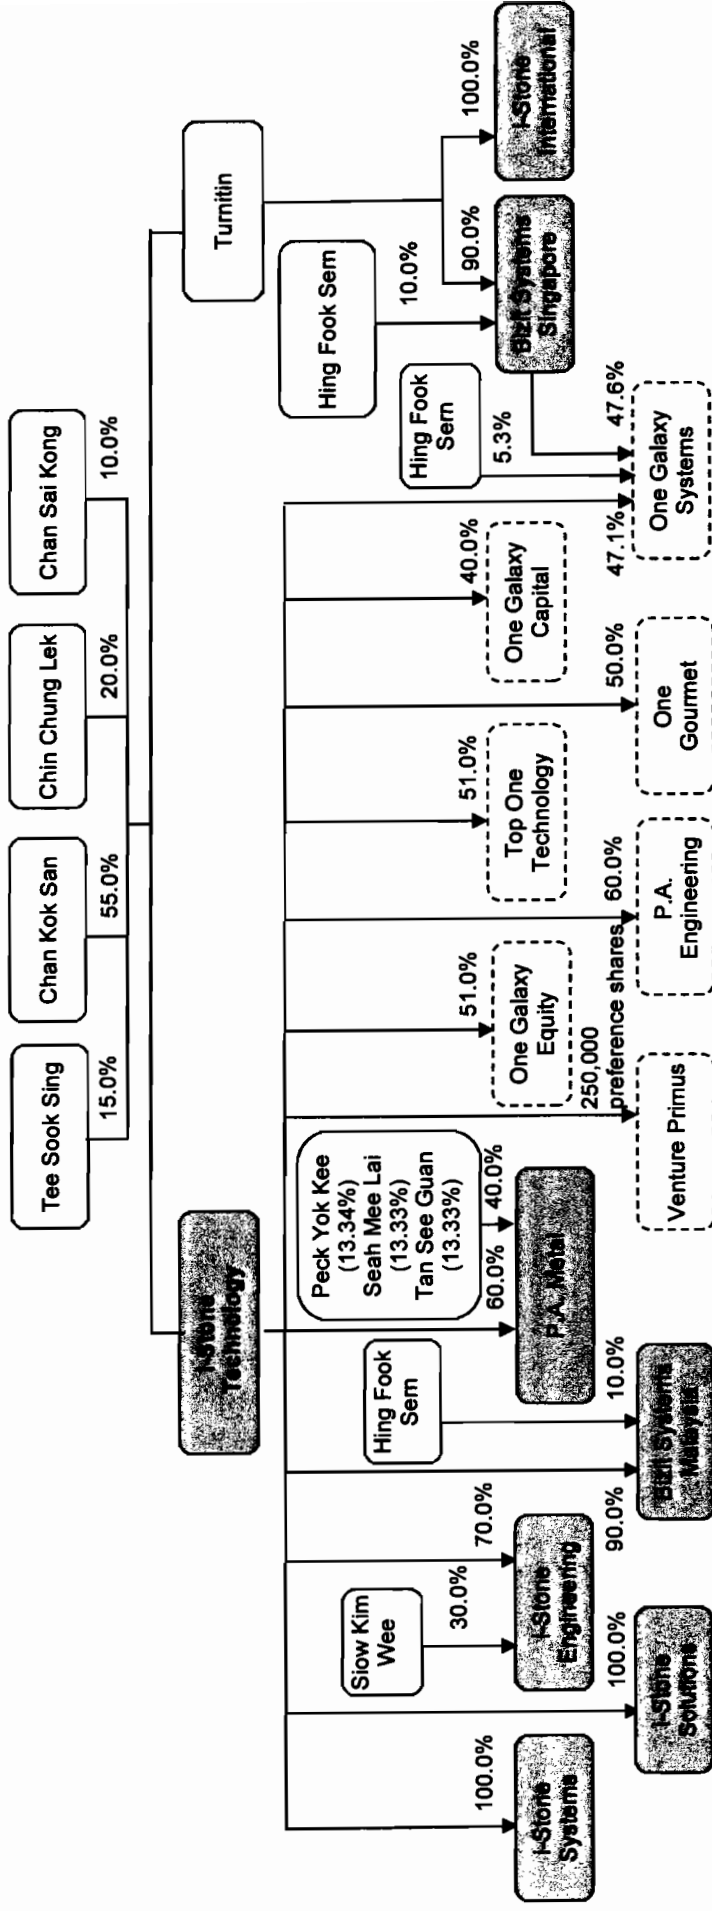 Tee Sook Sing
Chan Kok San
Chin Chung Lek
Chan Sai Kong
15.0%
55.0%
20.0%
10.0%
I-Stone
Technology
Turnitin
Peck Yok Kee
(13.34%)
Seah Mee Lai
(13.33%)
Tan See Guan
(13.33%)
Hing Fook Sern
Siow Kim
Wee
Hing Fook
Sern
Hing Fook
Sern
10.0%
100.0%
30.0%
70.0%
60.0%
40.0%
51.0%
51.0%
40.0%
5.3%
90.0%
100.0%
I-Stone
Systems
I-Stone
Engineering
P.A. Metal
One Galaxy
Equity
Top One
Technology
One Galaxy
Capital
Bizit Systems
Singapore
I-Stone
International
100.0%
90.0%
10.0%
250,000
preference shares
60.0%
50.0%
47.1%
47.6%
I-Stone
Solutions
Bizit Systems
Malaysia
Venture Primus
P.A.
Engineering
One
Gourmet
One Galaxy
Systems